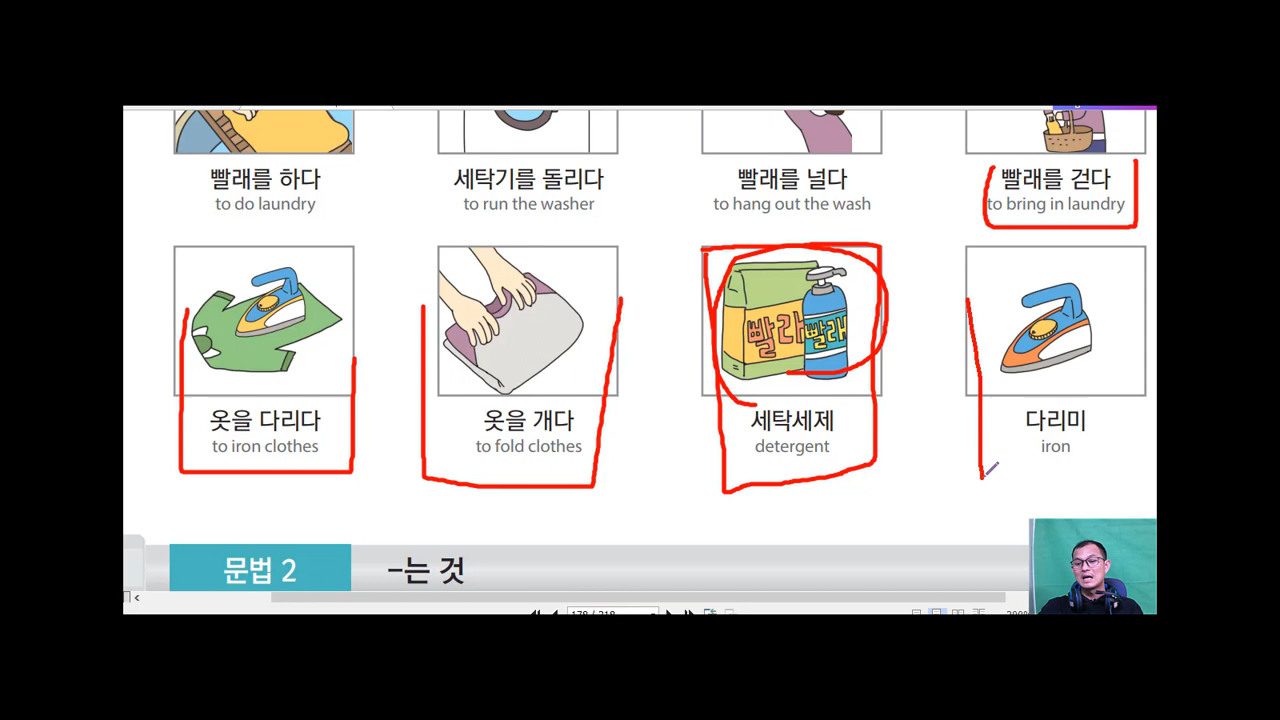 빨래를 하다
to do laundry
세탁기를 돌리다
to run the washer
빨래를 널다
to hang out the wash
빨래를 걷다
to bring in laundry
빨래
빨래
옷을 다리다
to iron clothes
옷을 개다
to fold clothes
세탁세제
detergent
다리미
iron
문법 2
-는 것
178 / 218